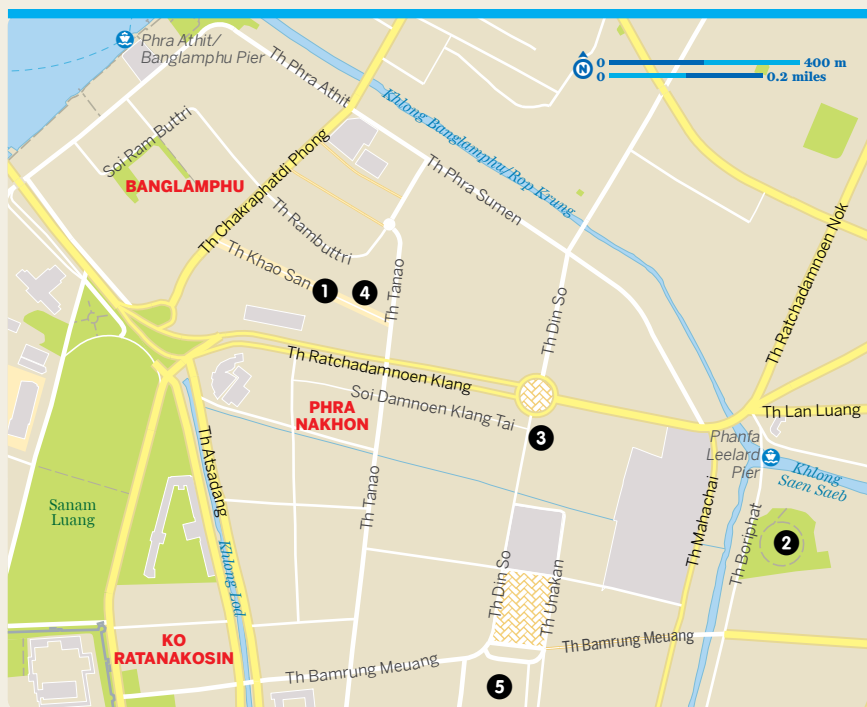 Phra Athit/
Banglamphu Pier
Th Phra Athit
N
0
400 m
0
0.2 miles
Khlong Banglamphu/Rop Krung
Soi Ram Buttri
BANGLAMPHU
Th Chakraphatdi Phong
Th Phra Sumen
Th Rambuttri
Th Khao San
1
4
Th Tanao
Th Din So
Th Ratchadamnoen Nok
Th Ratchadamnoen Klang
Soi Damnoen Klang Tai
PHRA
NAKHON
3
Th Lan Luang
Phanfa
Leelard
Pier
Khlong
Saen Saeb
Th Atsadang
Th Tanao
Sanam
Luang
Th Mahachai
Th Boriphat
2
Khlong Lod
Th Din So
Th Unakan
KO
RATANAKOSIN
Th Bamrung Meuang
Th Bamrung Meuang
5